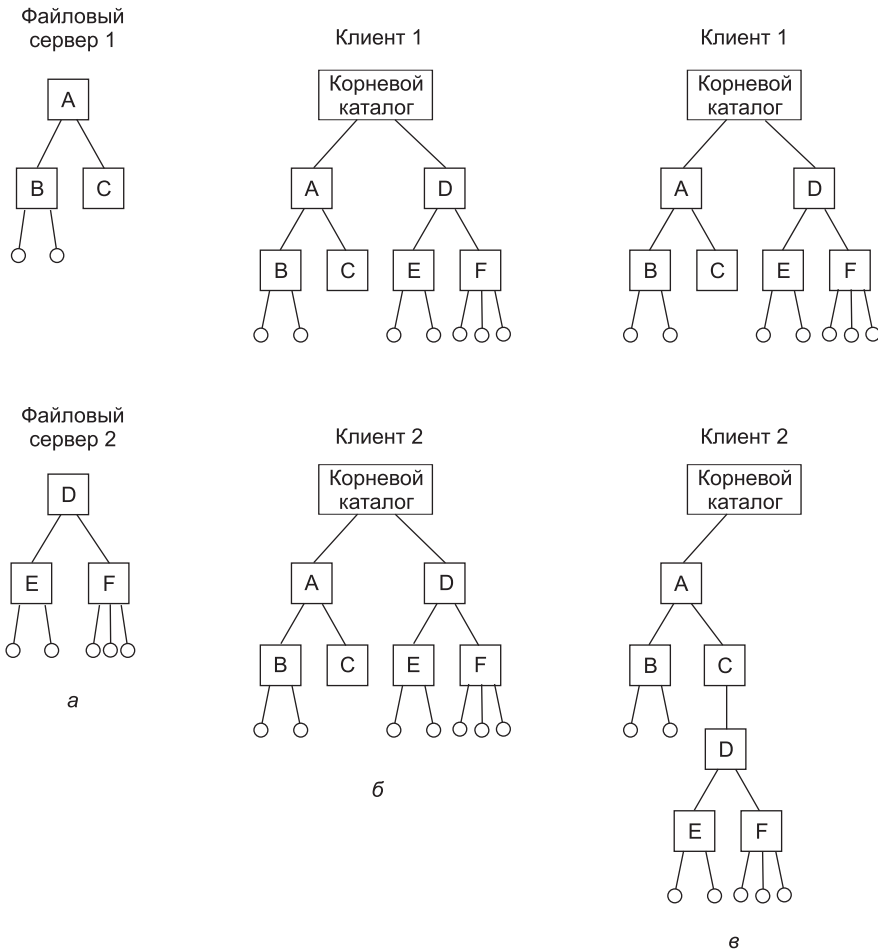 Файловый
сервер 1
Клиент 1
Клиент 1
Корневой
каталог
Корневой
каталог
A
A D
A D
B C
B C E F
B C E F
Файловый
сервер 2
Клиент 2
Клиент 2
Корневой
каталог
Корневой
каталог
D
A D
A
E F
B C E F
B C
а
D
б
E F
в